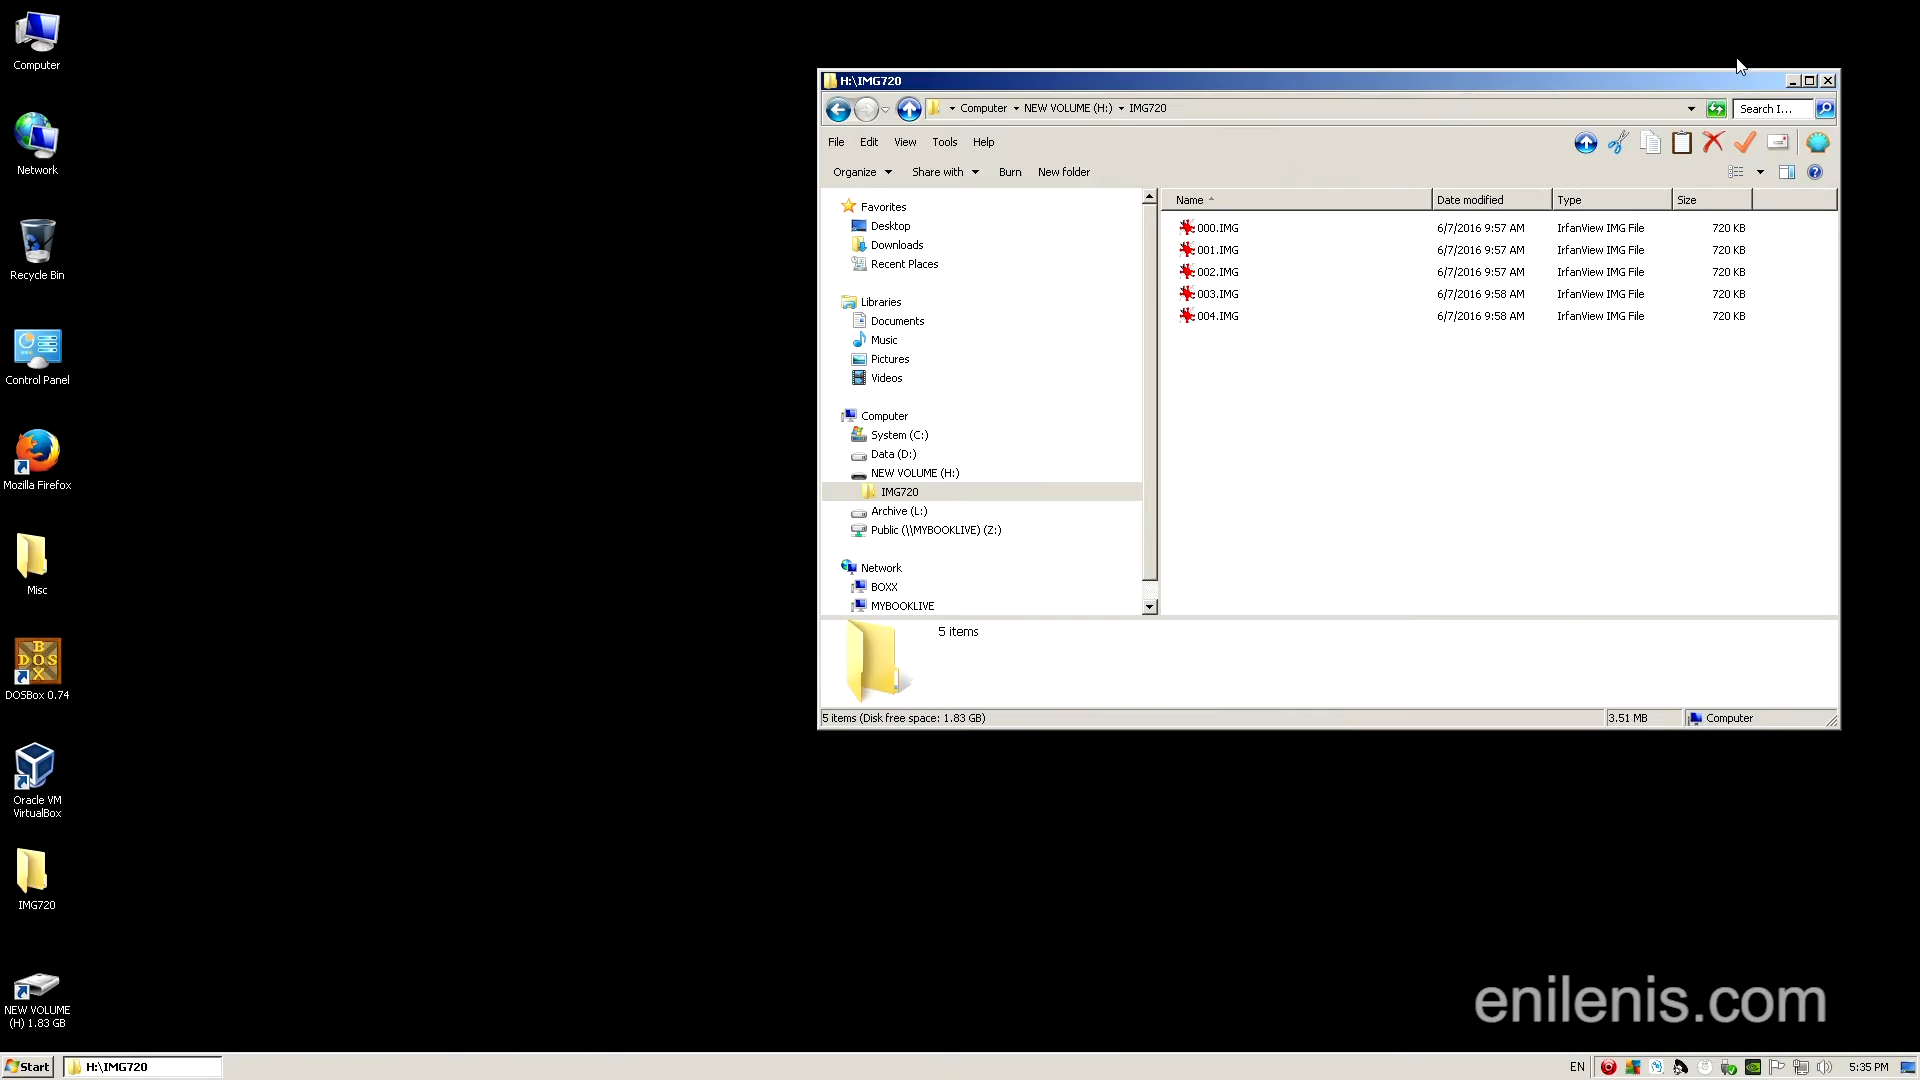 Computer
Network
Recycle Bin
Control Panel
Mozilla Firefox
Misc
DOSBox 0.74
Oracle VM
VirtualBox
IMG720
NEW VOLUME
(H) 1.83 GB
H:\IMG720
Computer NEW VOLUME (H:) IMG720
Search I...
File Edit View Tools Help
Organize Share with Burn New folder
Favorites
Desktop
Downloads
Recent Places
Libraries
Documents
Music
Pictures
Videos
Computer
System (C:)
Data (D:)
NEW VOLUME (H:)
IMG720
Archive (L:)
Public (\\MYBOOKLIVE) (Z:)
Network
BOXX
MYBOOKLIVE
Name Date modified Type Size
000.IMG 6/7/2016 9:57 AM IrfanView IMG File 720 KB
001.IMG 6/7/2016 9:57 AM IrfanView IMG File 720 KB
002.IMG 6/7/2016 9:57 AM IrfanView IMG File 720 KB
003.IMG 6/7/2016 9:58 AM IrfanView IMG File 720 KB
004.IMG 6/7/2016 9:58 AM IrfanView IMG File 720 KB
5 items
5 items (Disk free space: 1.83 GB) 3.51 MB Computer
enilenis.com
Start H:\IMG720 EN 5:35 PM